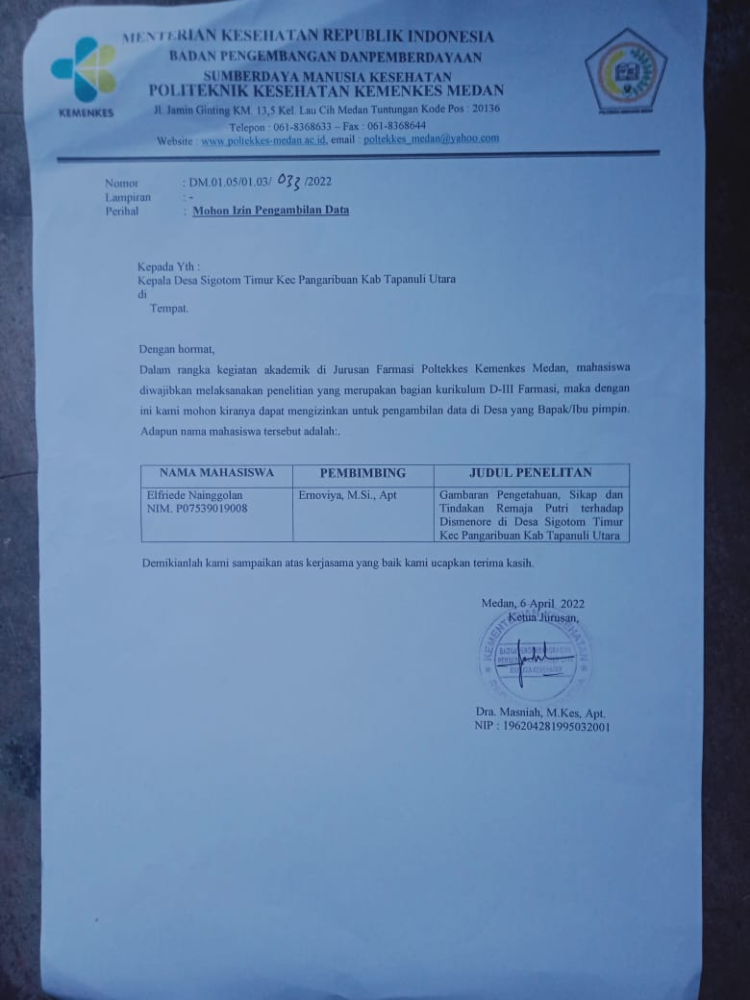 MENTERIAN KESEHATAN REPUBLIK INDONESIA
BADAN PENGEMBANGAN DANPEMBERDAYAAN
SUMBERDAYA MANUSIA KESEHATAN
POLITEKNIK KESEHATAN KEMENKES MEDAN
KEMENKES
Jl. Jamin Ginting KM. 13,5 Kel. Lau Cih Medan Tuntungan Kode Pos : 20136
Telepon : 061-8368633 – Fax : 061-8368644
Website : www.poltekkes-medan.ac.id, email : poltekkes_medan@yahoo.com
Nomor : DM.01.05/01.03/ 033 /2022
Lampiran : -
Perihal : Mohon Izin Pengambilan Data
Kepada Yth :
Kepala Desa Sigotom Timur Kec Pangaribuan Kab Tapanuli Utara
di
Tempat.
Dengan hormat,
Dalam rangka kegiatan akademik di Jurusan Farmasi Poltekkes Kemenkes Medan, mahasiswa
diwajibkan melaksanakan penelitian yang merupakan bagian kurikulum D-III Farmasi, maka dengan
ini kami mohon kiranya dapat mengizinkan untuk pengambilan data di Desa yang Bapak/Ibu pimpin.
Adapun nama mahasiswa tersebut adalah:.
NAMA MAHASISWA PEMBIMBING JUDUL PENELITAN
Elfriede Nainggolan Ernoviya, M.Si., Apt Gambaran Pengetahuan, Sikap dan
NIM. P07539019008 Tindakan Remaja Putri terhadap
Dismenore di Desa Sigotom Timur
Kec Pangaribuan Kab Tapanuli Utara
Demikianlah kami sampaikan atas kerjasama yang baik kami ucapkan terima kasih.
Medan, 6 April 2022
Ketua Jurusan,
KEMENTERIAN KESEHATAN
Dra. Masniah, M.Kes, Apt.
NIP : 196204281995032001